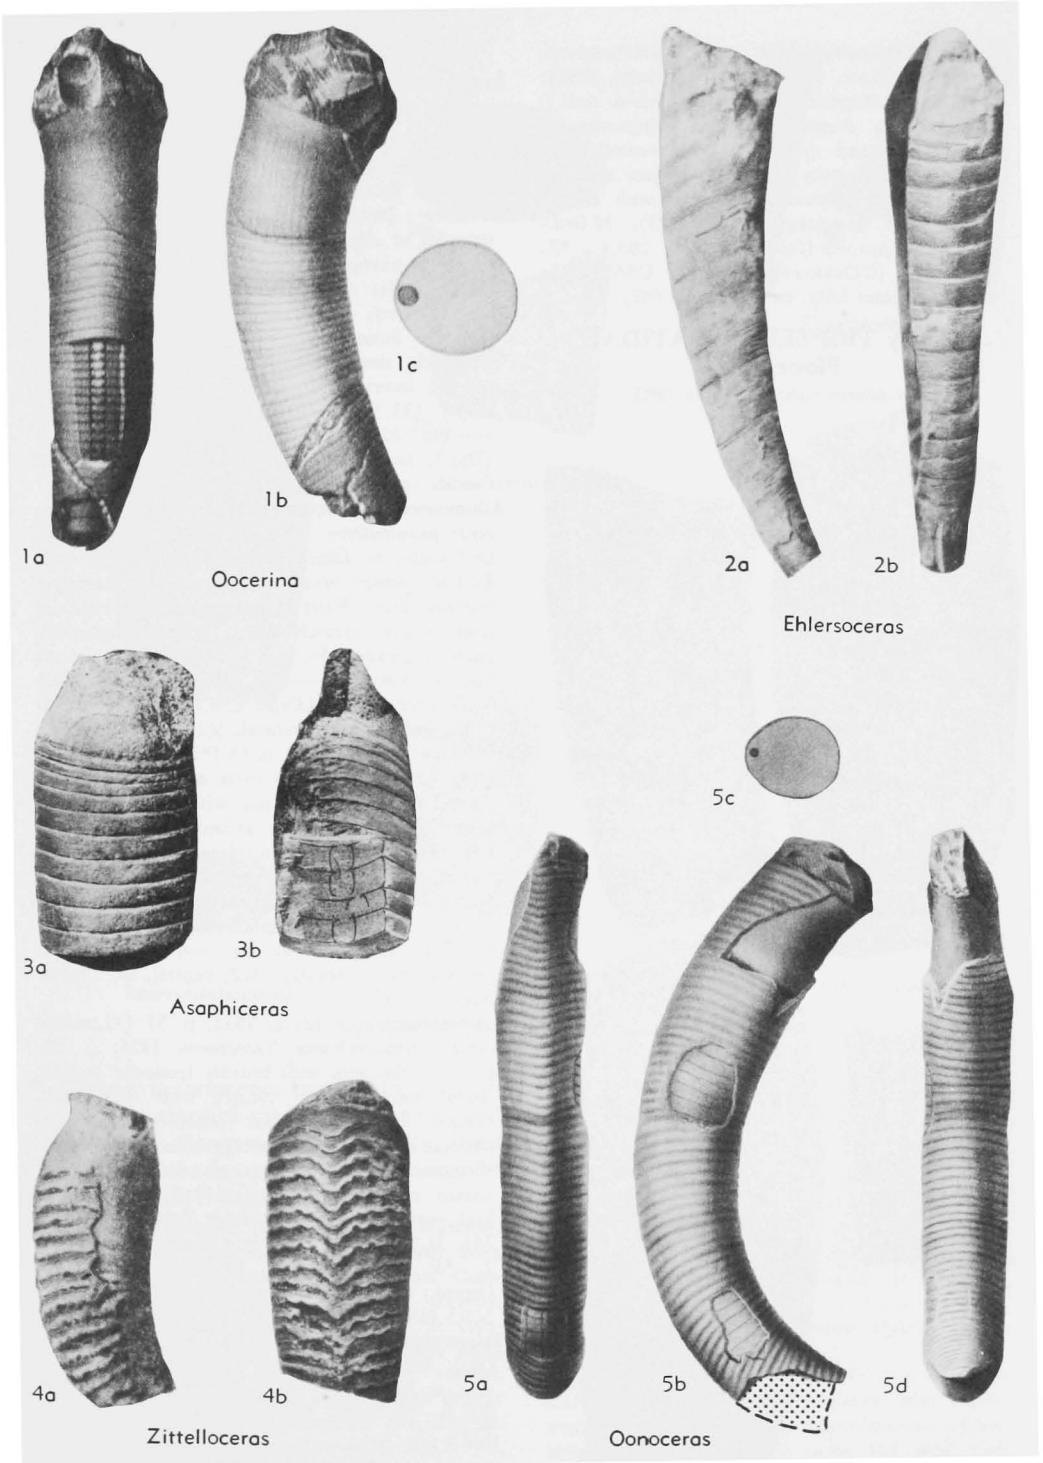 1c
1b
1a
2a
2b
Oocerina
Ehlersoceras
5c
3b
3a
Asaphiceras
5a
5b
5d
4a
4b
Zittelloceras
Oonoceras